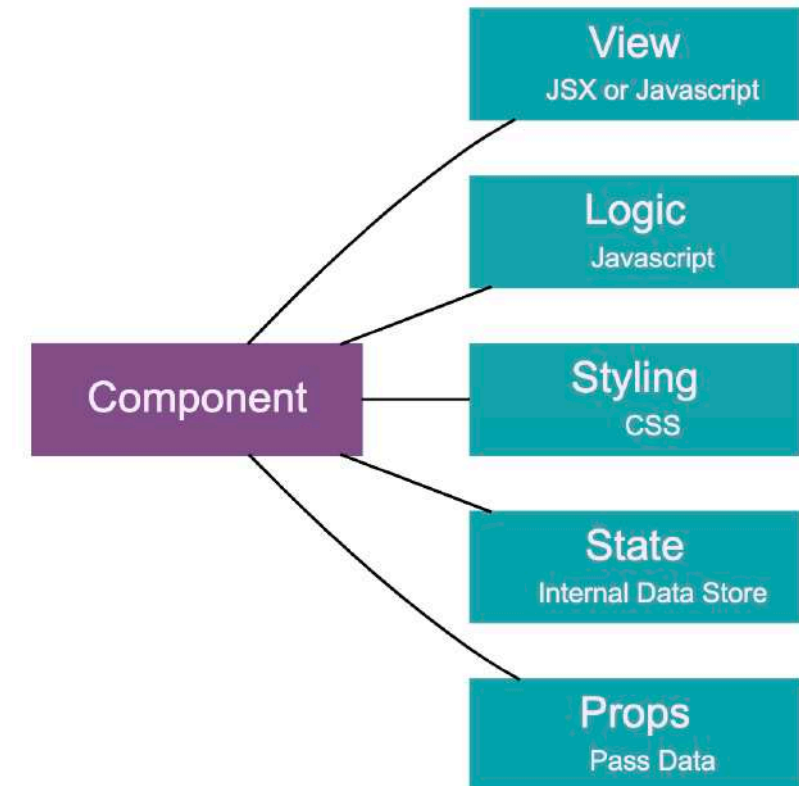 View
JSX or Javascript
Logic
Javascript
Component
Styling
CSS
State
Internal Data Store
Props
Pass Data